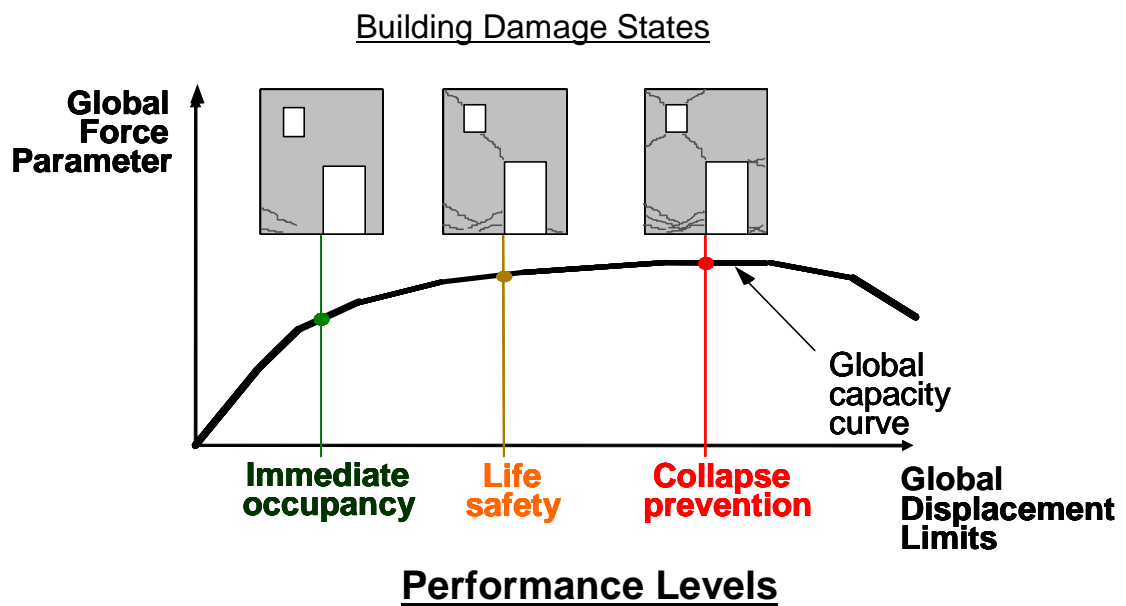 Building Damage States
Global
Force
Parameter
Global
capacity
curve
Immediate
occupancy
Life
safety
Collapse
prevention
Global
Displacement
Limits
Performance Levels